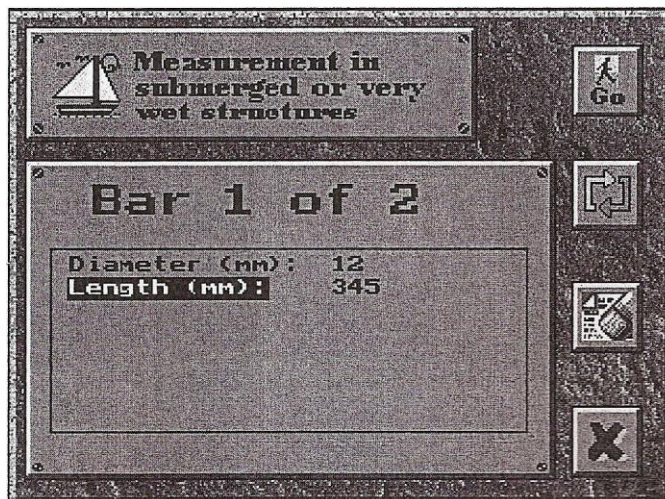 Measurement in
submerged or very
wet structures
Go
Bar 1 of 2
Diameter (mm): 12
Length (mm): 345